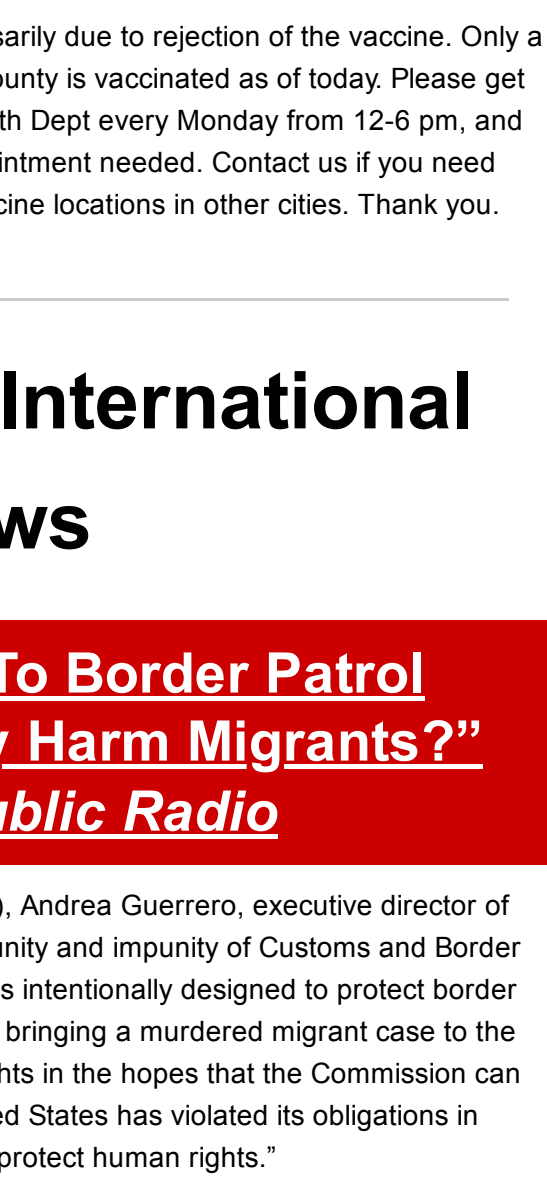 sarily due to rejection of the vaccine. Only a
ounty is vaccinated as of today. Please get
th Dept every Monday from 12-6 pm, and
intment needed. Contact us if you need
cine locations in other cities. Thank you.
International
ws
To Border Patrol
y Harm Migrants?”
ublic Radio
), Andrea Guerrero, executive director of
unity and impunity of Customs and Border
s intentionally designed to protect border
bringing a murdered migrant case to the
hts in the hopes that the Commission can
ed States has violated its obligations in
protect human rights.”